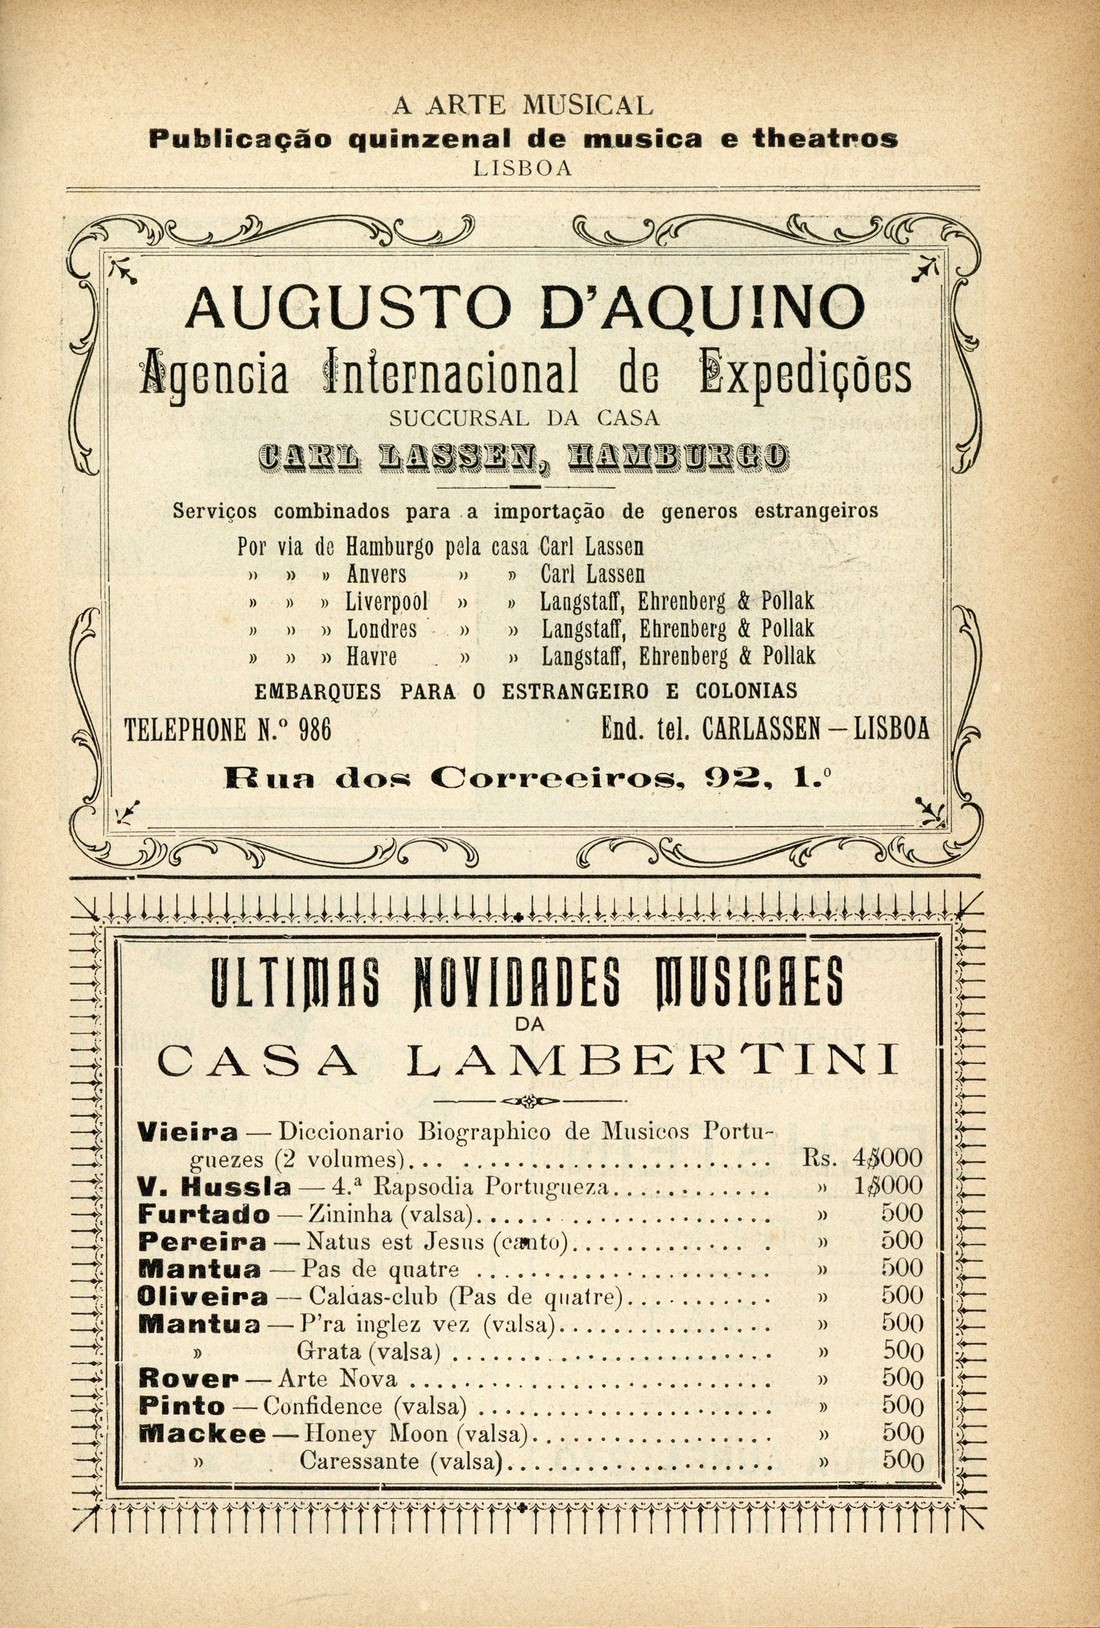 A ARTE MUSICAL
Publicação quinzenal de musica e theatros
LISBOA
AUGUSTO D'AQUINO
Agencia Internacional de Expedições
SUCCURSAL DA CASA
CARL LASSEN, HAMBURGO
Serviços combinados para a importação de generos estrangeiros
Por via de Hamburgo pela casa Carl Lassen
» » » Anvers » » Carl Lassen
» » » Liverpool » » Langstaff, Ehrenberg & Pollak
» » » Londres » » Langstaff, Ehrenberg & Pollak
» » » Havre » » Langstaff, Ehrenberg & Pollak
EMBARQUES PARA O ESTRANGEIRO E COLONIAS
TELEPHONE N.º 986 End. tel. CARLASSEN — LISBOA
Rua dos Correeiros, 92, 1.º
ULTIMAS NOVIDADES MUSICAES
DA
CASA LAMBERTINI
Vieira — Diccionario Biographico de Musicos Portu-
guezes (2 volumes)... ...................... Rs. 4$000
V. Hussla — 4.ª Rapsodia Portugueza............ » 1$000
Furtado — Zininha (valsa)..... ................ » 500
Pereira — Natus est Jesus (canto).............. . » 500
Mantua — Pas de quatre ...................... » 500
Oliveira — Caldas-club (Pas de quatre)........... » 500
Mantua — P'ra inglez vez (valsa)................ » 500
» Grata (valsa) ........................ » 500
Rover — Arte Nova .......................... » 500
Pinto — Confidence (valsa) ...................... » 500
Mackee — Honey Moon (valsa).................. » 500
» Caressante (valsa).................... » 500